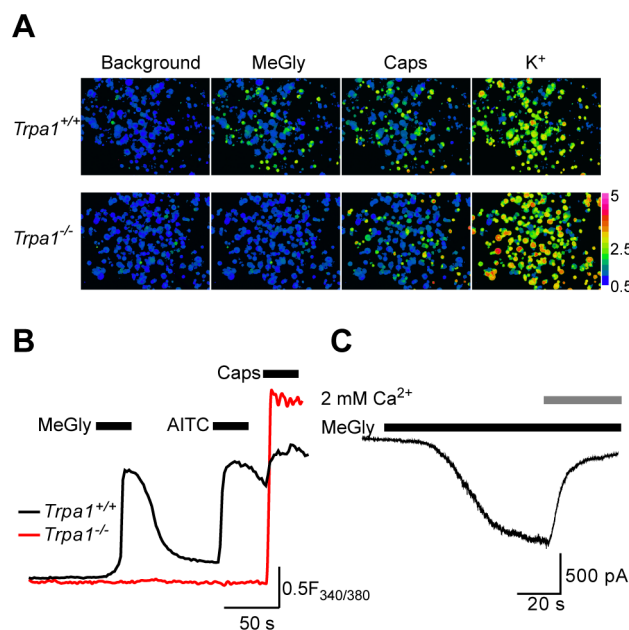 A
Background MeGly Caps K+
Trpa1+/+
Trpa1-/-
5
2.5
0.5
B
Caps
MeGly AITC
Trpa1+/+
Trpa1-/-
0.5F340/380
50 s
C
2 mM Ca2+
MeGly
500 pA
20 s